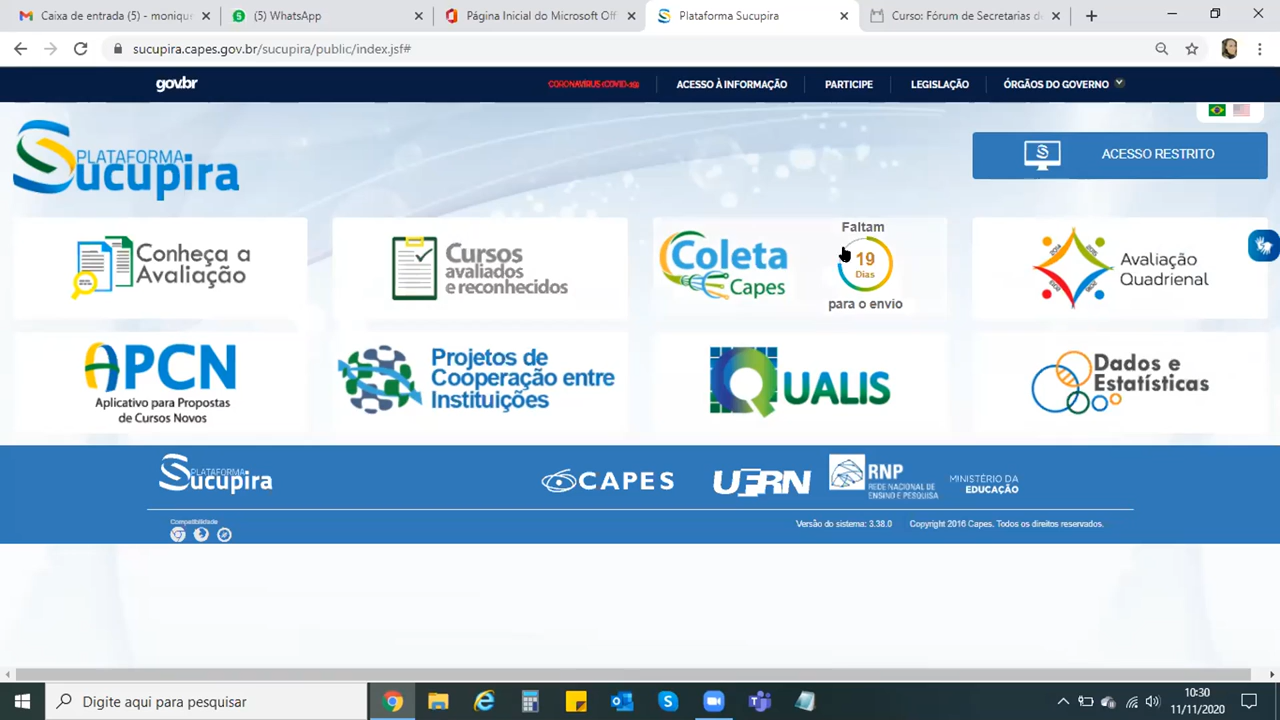 Caixa de entrada (5) - moniqu
(5) WhatsApp
Página Inicial do Microsoft Off
Plataforma Sucupira
Curso: Fórum de Secretarias de
sucupira.capes.gov.br/sucupira/public/index.jsf#
gov.br
CORONAVÍRUS (COVID-19)
ACESSO À INFORMAÇÃO
PARTICIPE
LEGISLAÇÃO
ÓRGÃOS DO GOVERNO
PLATAFORMA
Sucupira
ACESSO RESTRITO
Conheça a
Avaliação
Cursos
avaliados
e reconhecidos
Coleta
Capes
Faltam
19
Dias
para o envio
Avaliação
Quadrienal
APCN
Aplicativo para Propostas
de Cursos Novos
Projetos de
Cooperação entre
Instituições
QUALIS
Dados e
Estatísticas
PLATAFORMA
Sucupira
CAPES
UFRN
RNP
REDE NACIONAL DE
ENSINO E PESQUISA
MINISTÉRIO DA
EDUCAÇÃO
Compatibilidade
Versão do sistema: 3.38.0
Copyright 2016 Capes. Todos os direitos reservados.
Digite aqui para pesquisar
10:30
11/11/2020